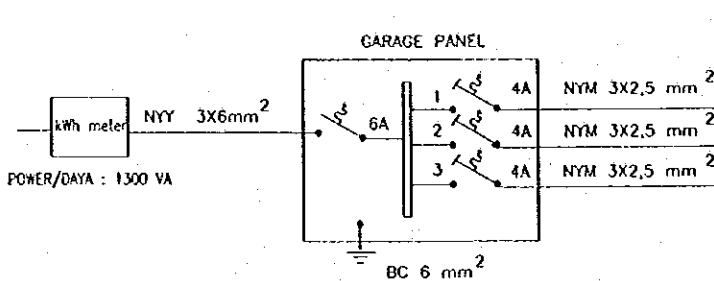 GARAGE PANEL
kWh meter
NYY 3X6mm²
POWER/DAYA : 1300 VA
6A
1 4A NYM 3X2,5 mm²
2 4A NYM 3X2,5 mm²
3 4A NYM 3X2,5 mm²
BC 6 mm²